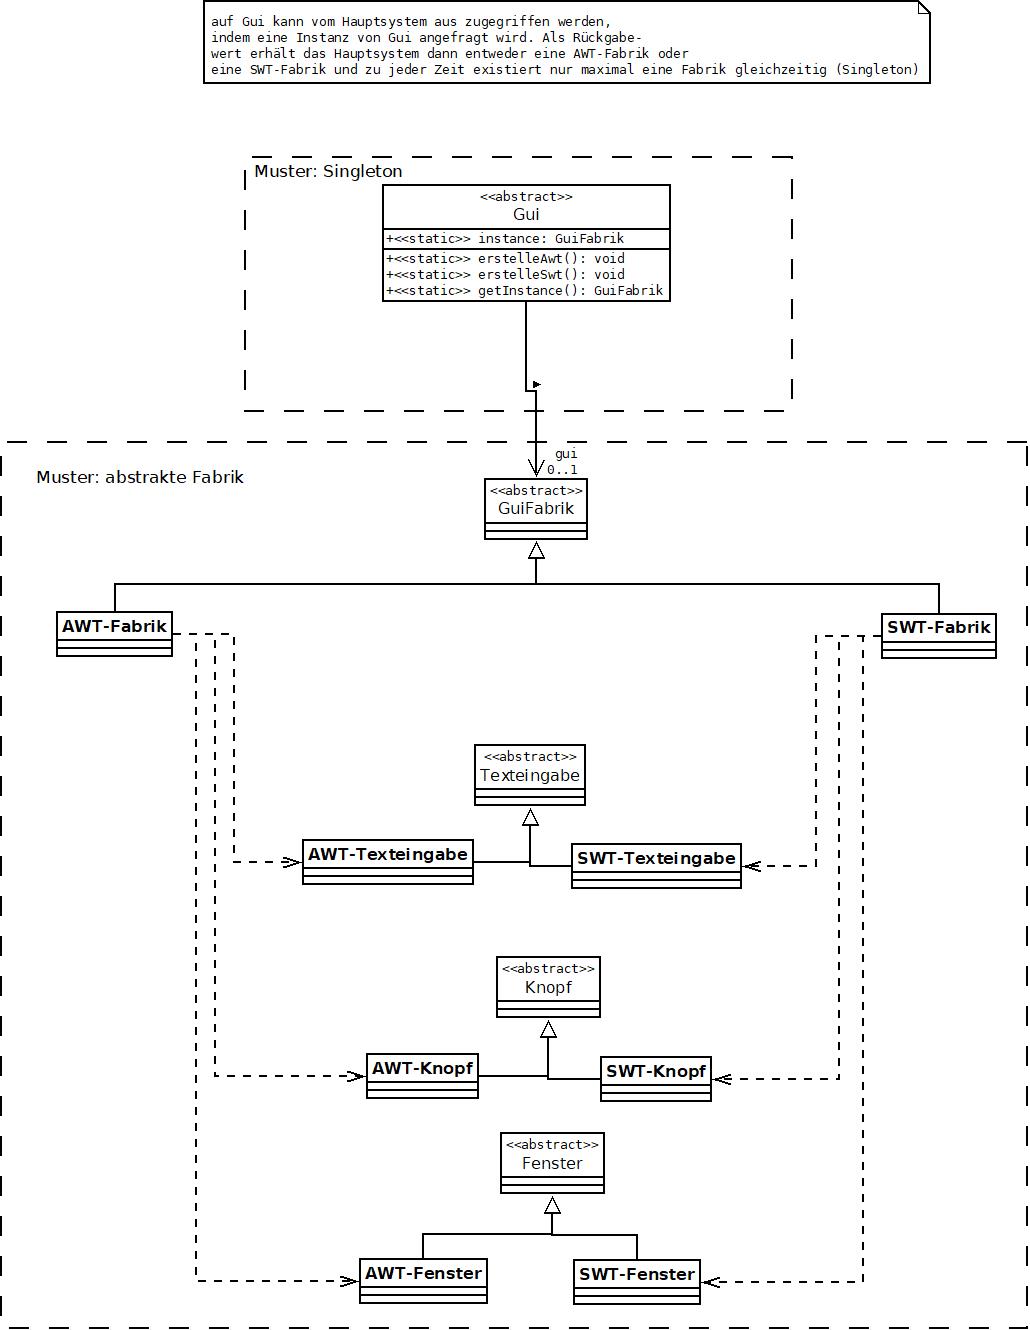 auf Gui kann vom Hauptsystem aus zugegriffen werden,
indem eine Instanz von Gui angefragt wird. Als Rückgabe-
wert erhält das Hauptsystem dann entweder eine AWT-Fabrik oder
eine SWT-Fabrik und zu jeder Zeit existiert nur maximal eine Fabrik gleichzeitig (Singleton)
Muster: Singleton
<<abstract>>
Gui
+<<static>> instance: GuiFabrik
+<<static>> erstelleAwt(): void
+<<static>> erstelleSwt(): void
+<<static>> getInstance(): GuiFabrik
gui
0..1
Muster: abstrakte Fabrik
<<abstract>>
GuiFabrik
AWT-Fabrik
SWT-Fabrik
<<abstract>>
Texteingabe
AWT-Texteingabe
SWT-Texteingabe
<<abstract>>
Knopf
AWT-Knopf
SWT-Knopf
<<abstract>>
Fenster
AWT-Fenster
SWT-Fenster